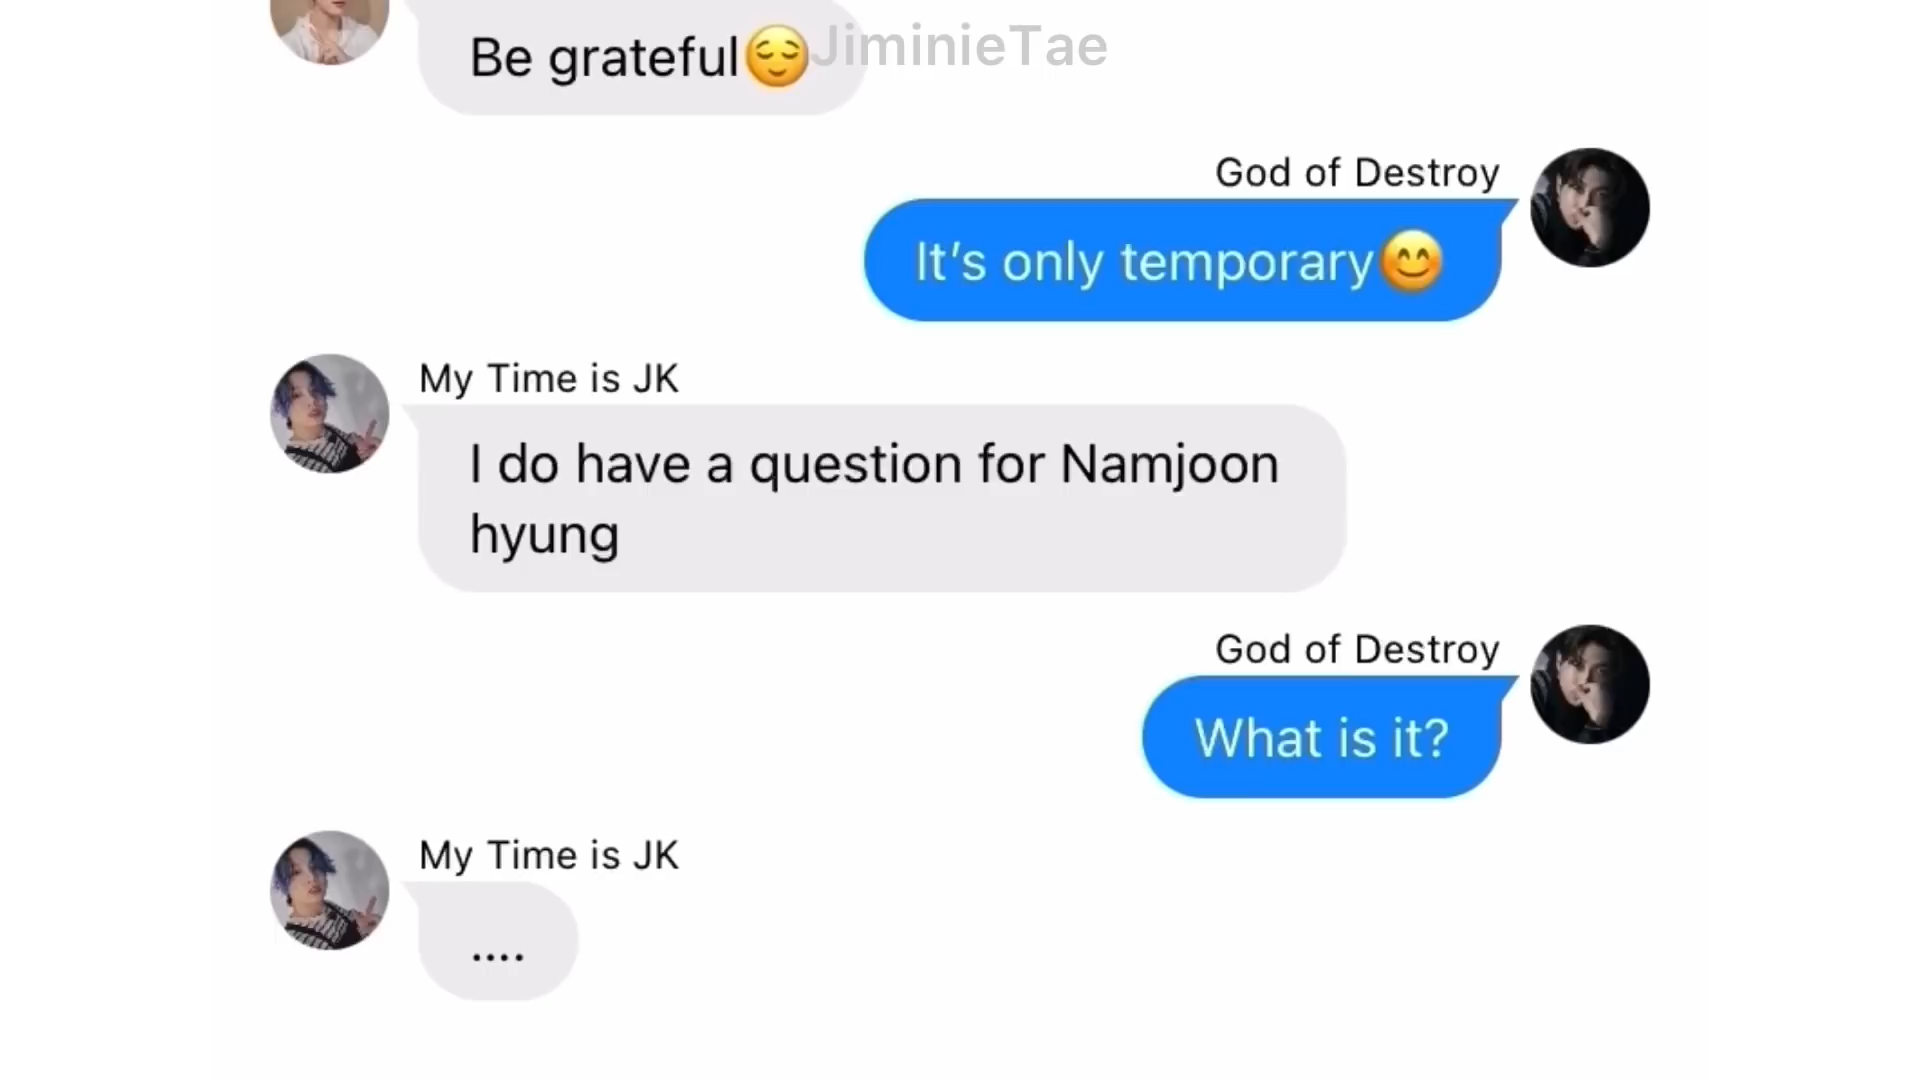 Be grateful😌JiminieTae
God of Destroy
It's only temporary😊
My Time is JK
I do have a question for Namjoon
hyung
God of Destroy
What is it?
My Time is JK
....